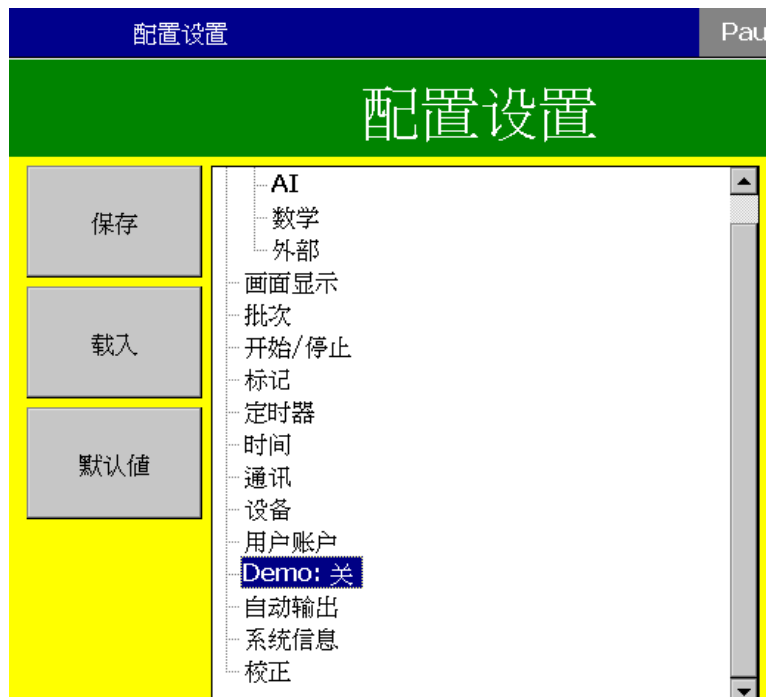 配置设置 Pau
配置设置
保存
载入
默认值
AI
数学
外部
画面显示
批次
开始/停止
标记
定时器
时间
通讯
设备
用户账户
Demo: 关
自动输出
系统信息
校正